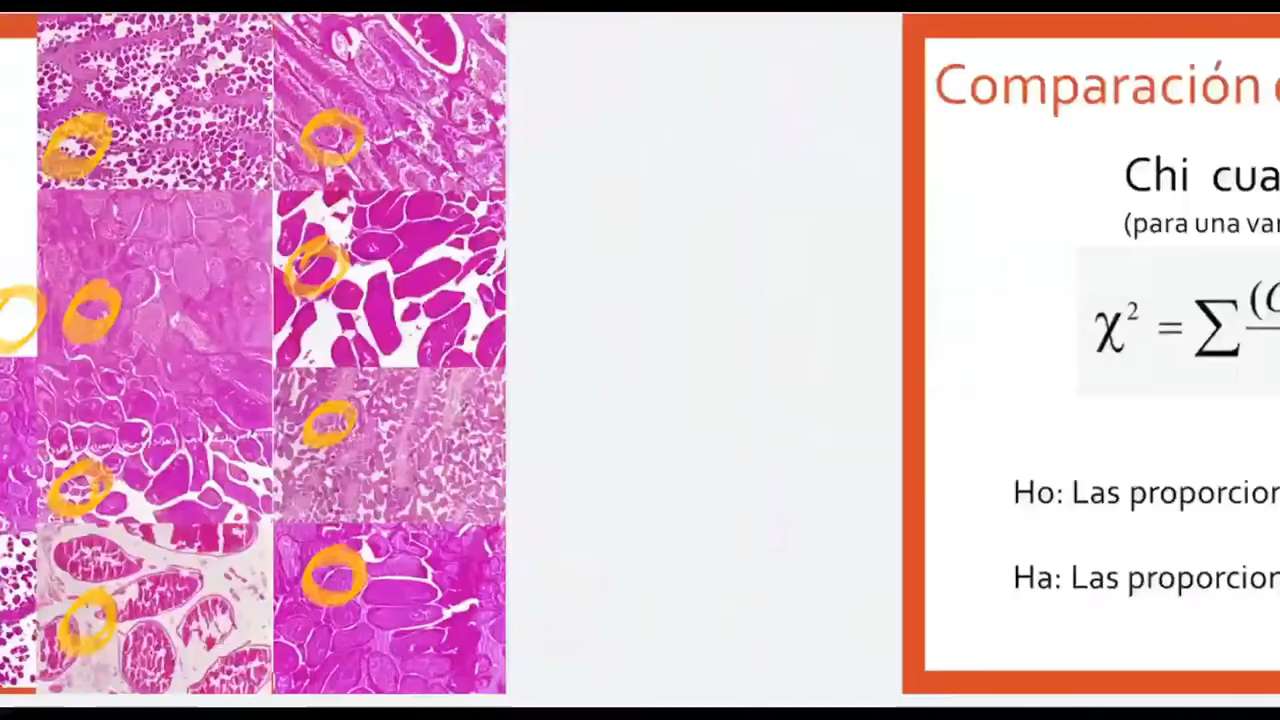 Comparación
Chi cua
(para una var
χ² = ∑ (O
Ho: Las proporcion
Ha: Las proporcion